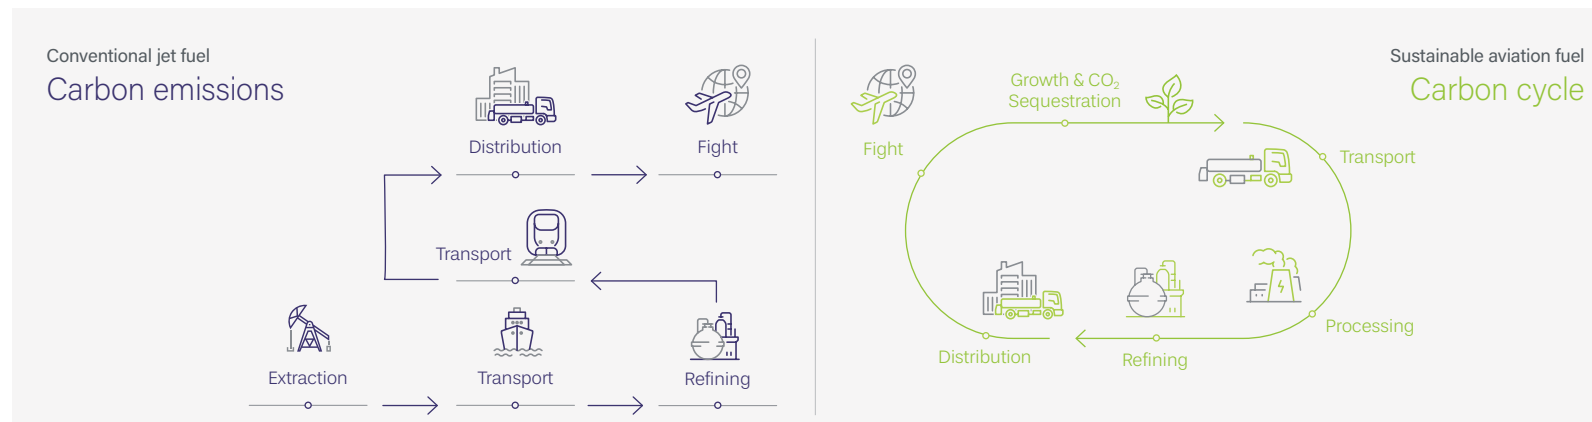 Conventional jet fuel
Carbon emissions
Distribution
Fight
Transport
Extraction
Transport
Refining
Sustainable aviation fuel
Carbon cycle
Fight
Growth & CO₂
Sequestration
Transport
Processing
Refining
Distribution